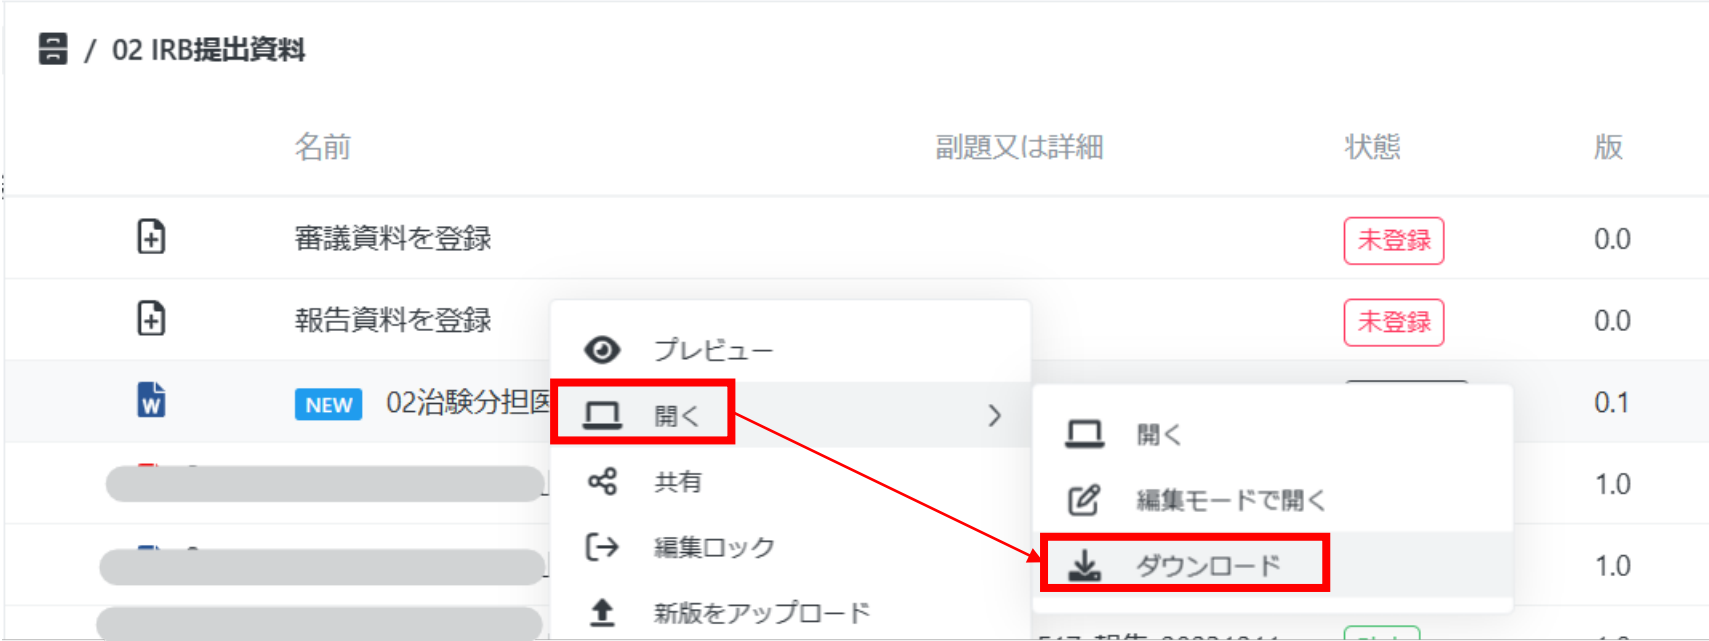 / 02 IRB提出資料
名前 副題又は詳細 状態 版
審議資料を登録 未登録 0.0
報告資料を登録 未登録 0.0
NEW 02治験分担医 0.1
プレビュー
開く
共有
編集ロック
新版をアップロード
開く
編集モードで開く
ダウンロード
1.0
1.0